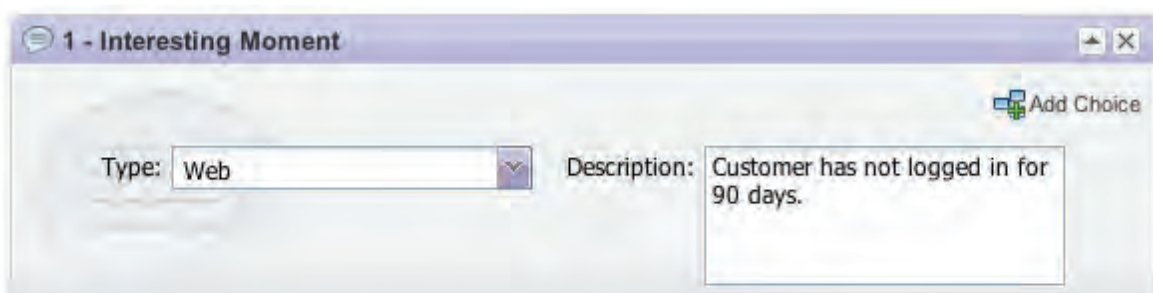 1 - Interesting Moment
Add Choice
Type: Web
Description: Customer has not logged in for
90 days.